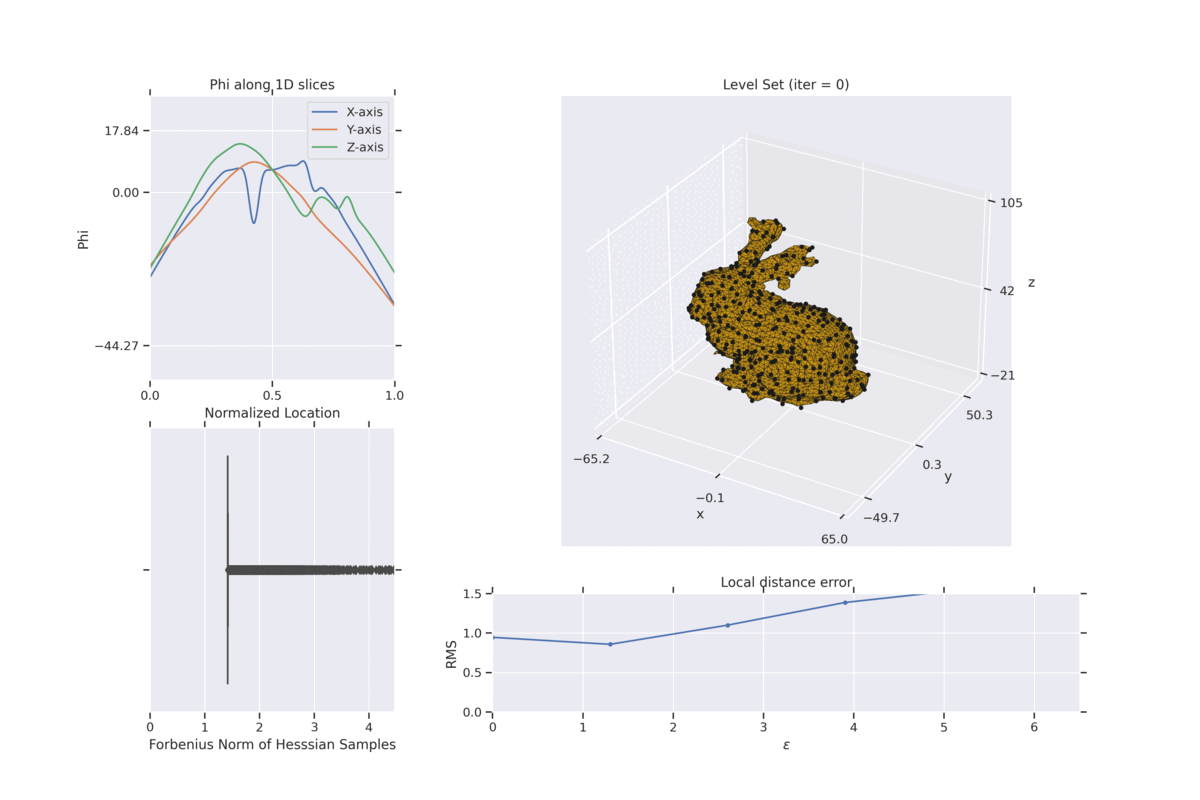 Phi along 1D slices
X-axis
Y-axis
Z-axis
17.84
0.00
−44.27
Phi
0.0 0.5 1.0
Normalized Location
0 1 2 3 4
Forbenius Norm of Hesssian Samples
Level Set (iter = 0)
105
42
−21
z
50.3
0.3
−49.7
y
−65.2
−0.1
65.0
x
Local distance error
1.5
1.0
0.5
0.0
RMS
0 1 2 3 4 5 6
ε